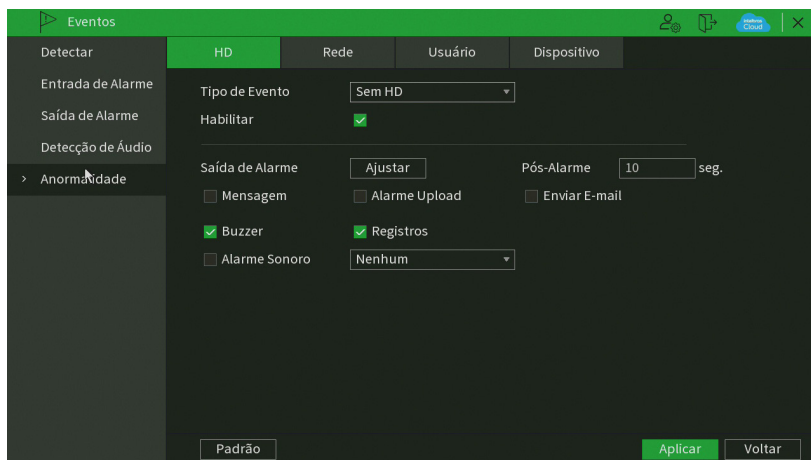 Eventos
intelbras Cloud
Detectar
Entrada de Alarme
Saída de Alarme
Detecção de Áudio
Anormalidade
HD Rede Usuário Dispositivo
Tipo de Evento Sem HD
Habilitar
Saída de Alarme Ajustar Pós-Alarme 10 seg.
Mensagem Alarme Upload Enviar E-mail
Buzzer Registros
Alarme Sonoro Nenhum
Padrão Aplicar Voltar